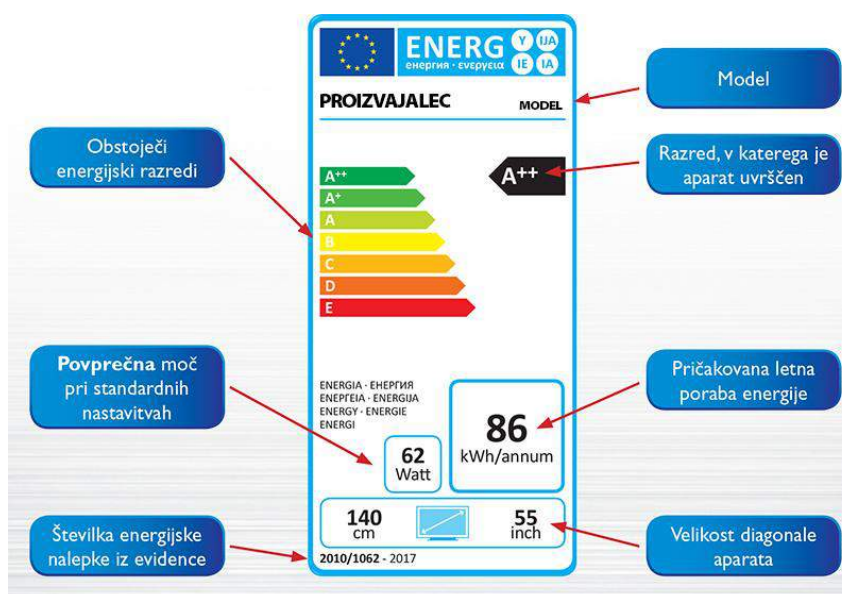 ENERG Y IJA
енергия · ενεργεια IE IA
PROIZVAJALEC MODEL
Model
Obstoječi
energijski razredi
Razred, v katerega je
aparat uvrščen
A++ A++
A+
A
B
C
D
E
Povprečna moč
pri standardnih
nastavitvah
Pričakovana letna
poraba energije
ENERGIA · ЕНЕРГИЯ
ΕΝΕΡΓΕΙΑ · ENERGIJA
ENERGY · ENERGIE
ENERGI
86
kWh/annum
62
Watt
140
cm
55
inch
Številka energijske
nalepke iz evidence
Velikost diagonale
aparata
2010/1062 - 2017